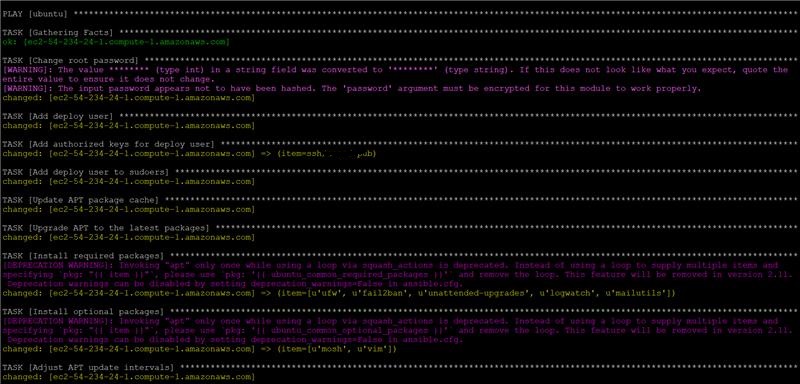 PLAY [ubuntu] ****************************************************************************************************
TASK [Gathering Facts] *******************************************************************************************
ok: [ec2-54-234-24-1.compute-1.amazonaws.com]
TASK [Change root password] **************************************************************************************
[WARNING]: The value ******** (type int) in a string field was converted to '********' (type string). If this does not look like what you expect, quote the
entire value to ensure it does not change.
[WARNING]: The input password appears not to have been hashed. The 'password' argument must be encrypted for this module to work properly.
changed: [ec2-54-234-24-1.compute-1.amazonaws.com]
TASK [Add deploy user] *******************************************************************************************
changed: [ec2-54-234-24-1.compute-1.amazonaws.com]
TASK [Add authorized keys for deploy user] ***********************************************************************
changed: [ec2-54-234-24-1.compute-1.amazonaws.com] => (item=ssh/ pub)
TASK [Add deploy user to sudoers] ********************************************************************************
changed: [ec2-54-234-24-1.compute-1.amazonaws.com]
TASK [Update APT package cache] **********************************************************************************
changed: [ec2-54-234-24-1.compute-1.amazonaws.com]
TASK [Upgrade APT to the latest packages] ************************************************************************
changed: [ec2-54-234-24-1.compute-1.amazonaws.com]
TASK [Install required packages] *********************************************************************************
[DEPRECATION WARNING]: Invoking "apt" only once while using a loop via squash_actions is deprecated. Instead of using a loop to supply multiple items and
specifying `pkg: "{{ item }}"`, please use `pkg: '{{ ubuntu_common_required_packages }}'` and remove the loop. This feature will be removed in version 2.11.
Deprecation warnings can be disabled by setting deprecation_warnings=False in ansible.cfg.
changed: [ec2-54-234-24-1.compute-1.amazonaws.com] => (item=[u'ufw', u'fail2ban', u'unattended-upgrades', u'logwatch', u'mailutils'])
TASK [Install optional packages] *********************************************************************************
[DEPRECATION WARNING]: Invoking "apt" only once while using a loop via squash_actions is deprecated. Instead of using a loop to supply multiple items and
specifying `pkg: "{{ item }}"`, please use `pkg: '{{ ubuntu_common_optional_packages }}'` and remove the loop. This feature will be removed in version 2.11.
Deprecation warnings can be disabled by setting deprecation_warnings=False in ansible.cfg.
changed: [ec2-54-234-24-1.compute-1.amazonaws.com] => (item=[u'mosh', u'vim'])
TASK [Adjust APT update intervals] *******************************************************************************
changed: [ec2-54-234-24-1.compute-1.amazonaws.com]